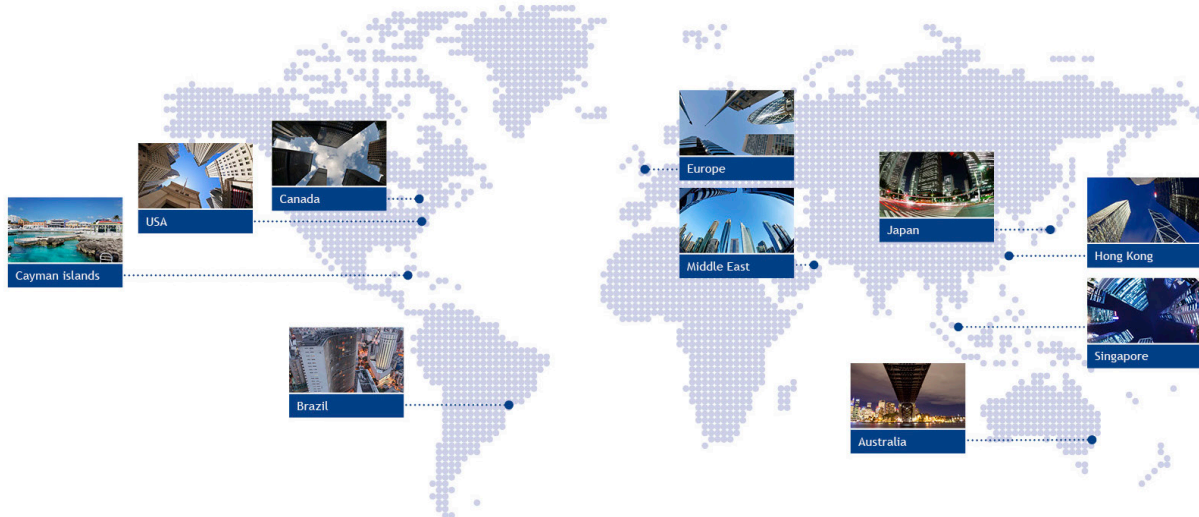 Canada
USA
Cayman islands
Brazil
Europe
Middle East
Japan
Hong Kong
Singapore
Australia